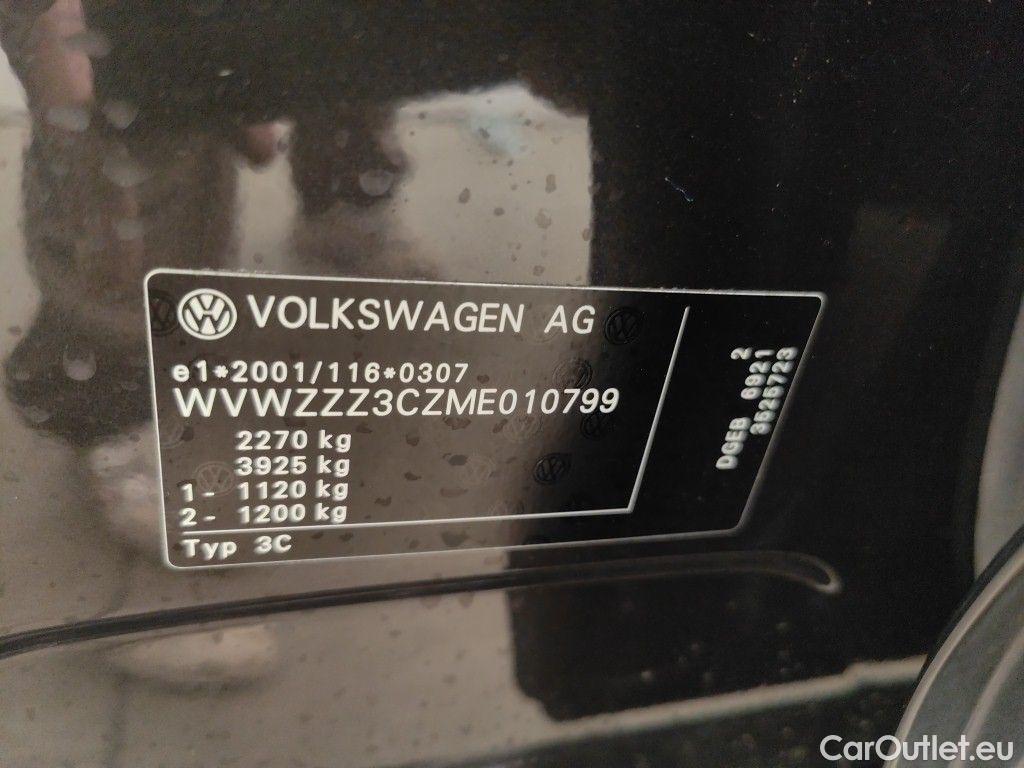 VOLKSWAGEN AG
e1*2001/116*0307
WVWZZZ3CZME010799
2270 kg
3925 kg
1- 1120 kg
2- 1200 kg
Typ 3C
2
DGEB 6921
3525723
CarOutlet.eu